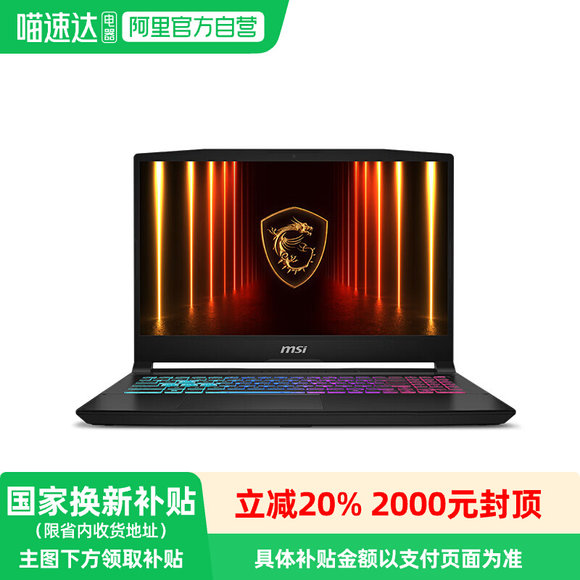 喵速达电器 阿里官方自营
msi
国家换新补贴
(限省内收货地址)
主图下方领取补贴
立减20% 2000元封顶
具体补贴金额以支付页面为准